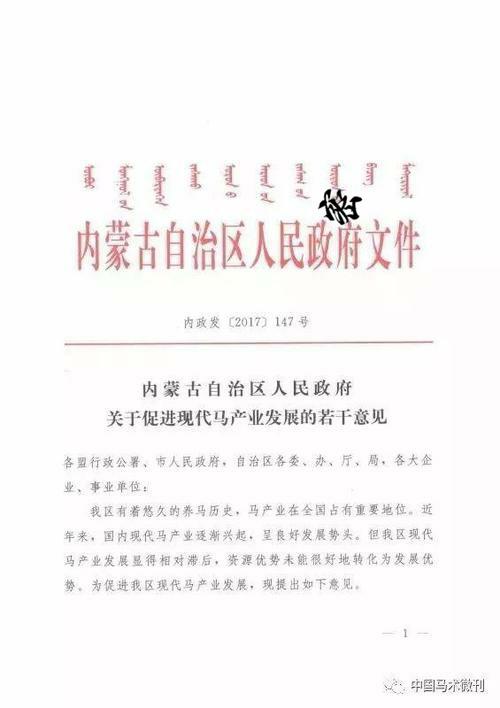 内蒙古自治区人民政府文件
内政发〔2017〕147 号
内蒙古自治区人民政府
关于促进现代马产业发展的若干意见
各盟行政公署、市人民政府，自治区各委、办、厅、局，各大企
业、事业单位：
我区有着悠久的养马历史，马产业在全国占有重要地位。近
年来，国内现代马产业逐渐兴起，呈良好发展势头。但我区现代
马产业发展显得相对滞后，资源优势未能很好地转化为发展优
势。为促进我区现代马产业发展，现提出如下意见。
— 1 —
中国马术微刊